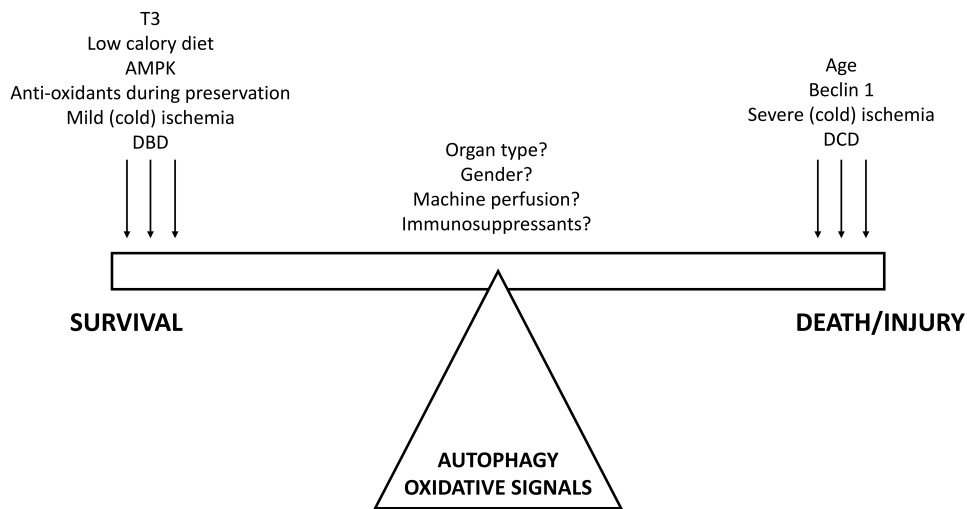 T3
Low calory diet
AMPK
Anti-oxidants during preservation
Mild (cold) ischemia
DBD
Age
Beclin 1
Severe (cold) ischemia
DCD
Organ type?
Gender?
Machine perfusion?
Immunosuppressants?
SURVIVAL
DEATH/INJURY
AUTOPHAGY
OXIDATIVE SIGNALS